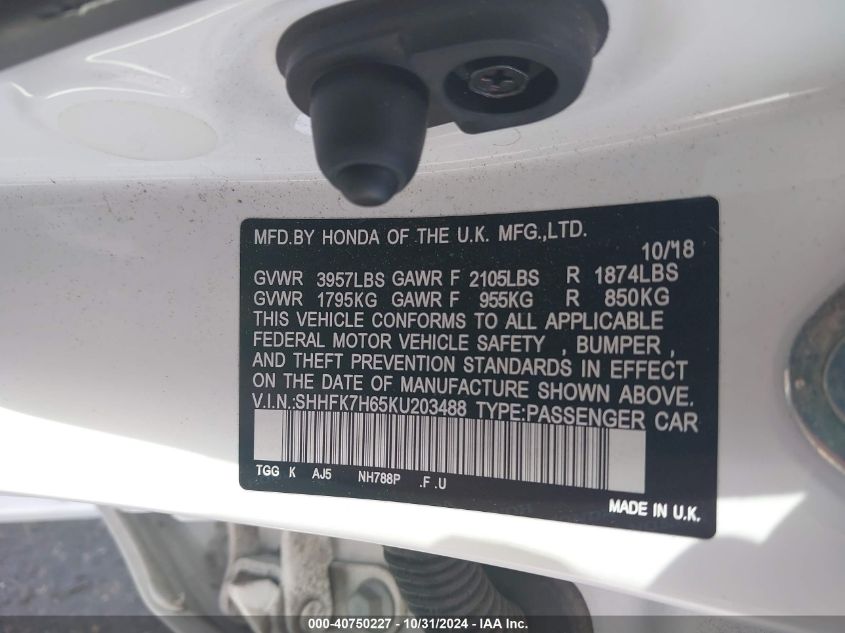 MFD.BY HONDA OF THE U.K. MFG.,LTD.
10/'18
GVWR 3957LBS GAWR F 2105LBS R 1874LBS
GVWR 1795KG GAWR F 955KG R 850KG
THIS VEHICLE CONFORMS TO ALL APPLICABLE
FEDERAL MOTOR VEHICLE SAFETY , BUMPER ,
AND THEFT PREVENTION STANDARDS IN EFFECT
ON THE DATE OF MANUFACTURE SHOWN ABOVE.
V.I.N.:SHHFK7H65KU203488 TYPE:PASSENGER CAR
TGG K AJ5 NH788P .F .U
MADE IN U.K.
000-40750227 - 10/31/2024 - IAA Inc.